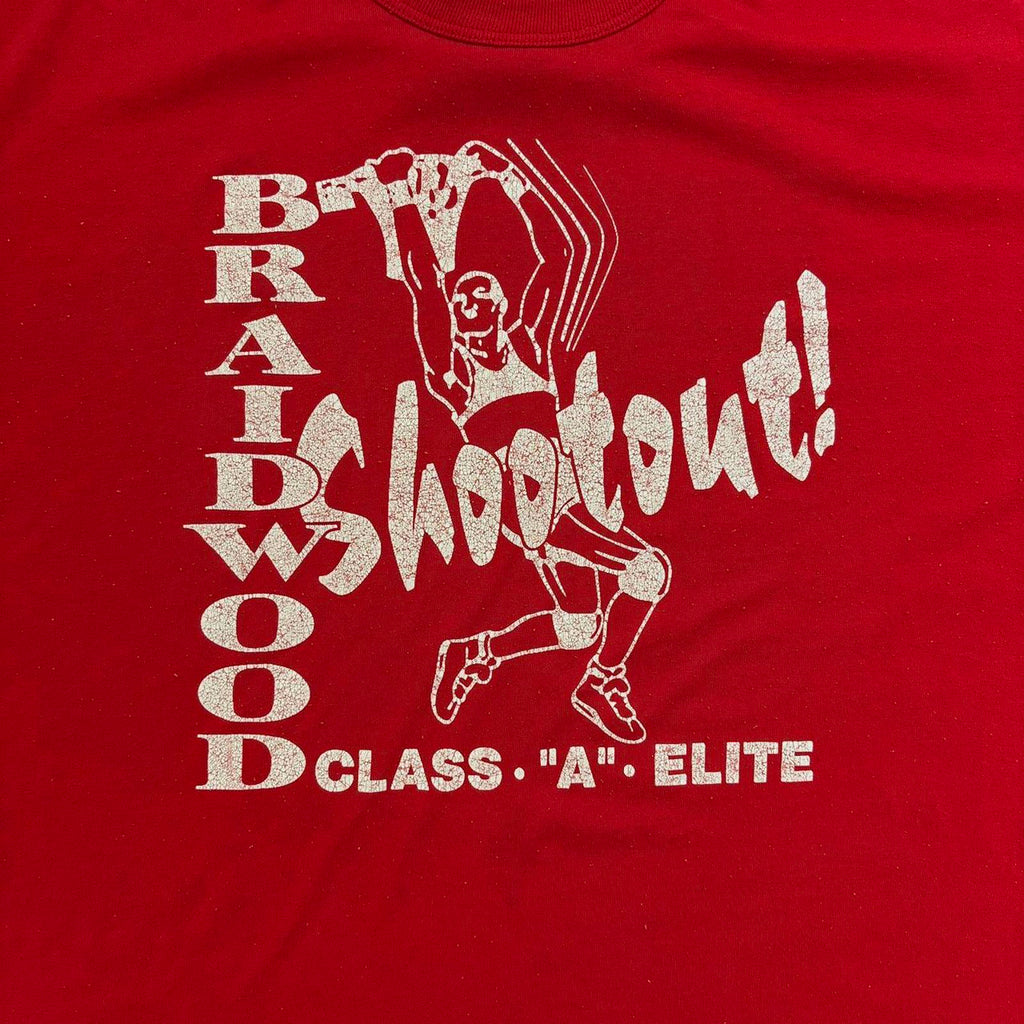 BRAIDWOOD
Shootout!
CLASS · "A" · ELITE